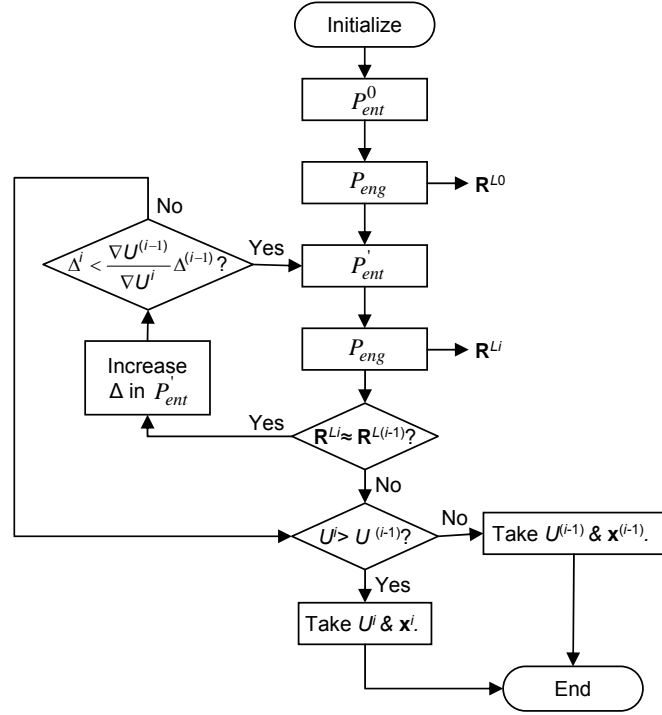 Initialize
P⁰ₑₙₜ
P_eng
R^{L0}
No
Δ^i < ∇U^{(i−1)} / ∇U^i Δ^{(i−1)} ?
Yes
P'_ent
P_eng
R^{Li}
Increase
Δ in P'_ent
Yes
R^{Li} ≈ R^{L(i-1)}?
No
U^i > U^{(i-1)}?
No
Take U^{(i-1)} & x^{(i-1)}.
Yes
Take U^i & x^i.
End